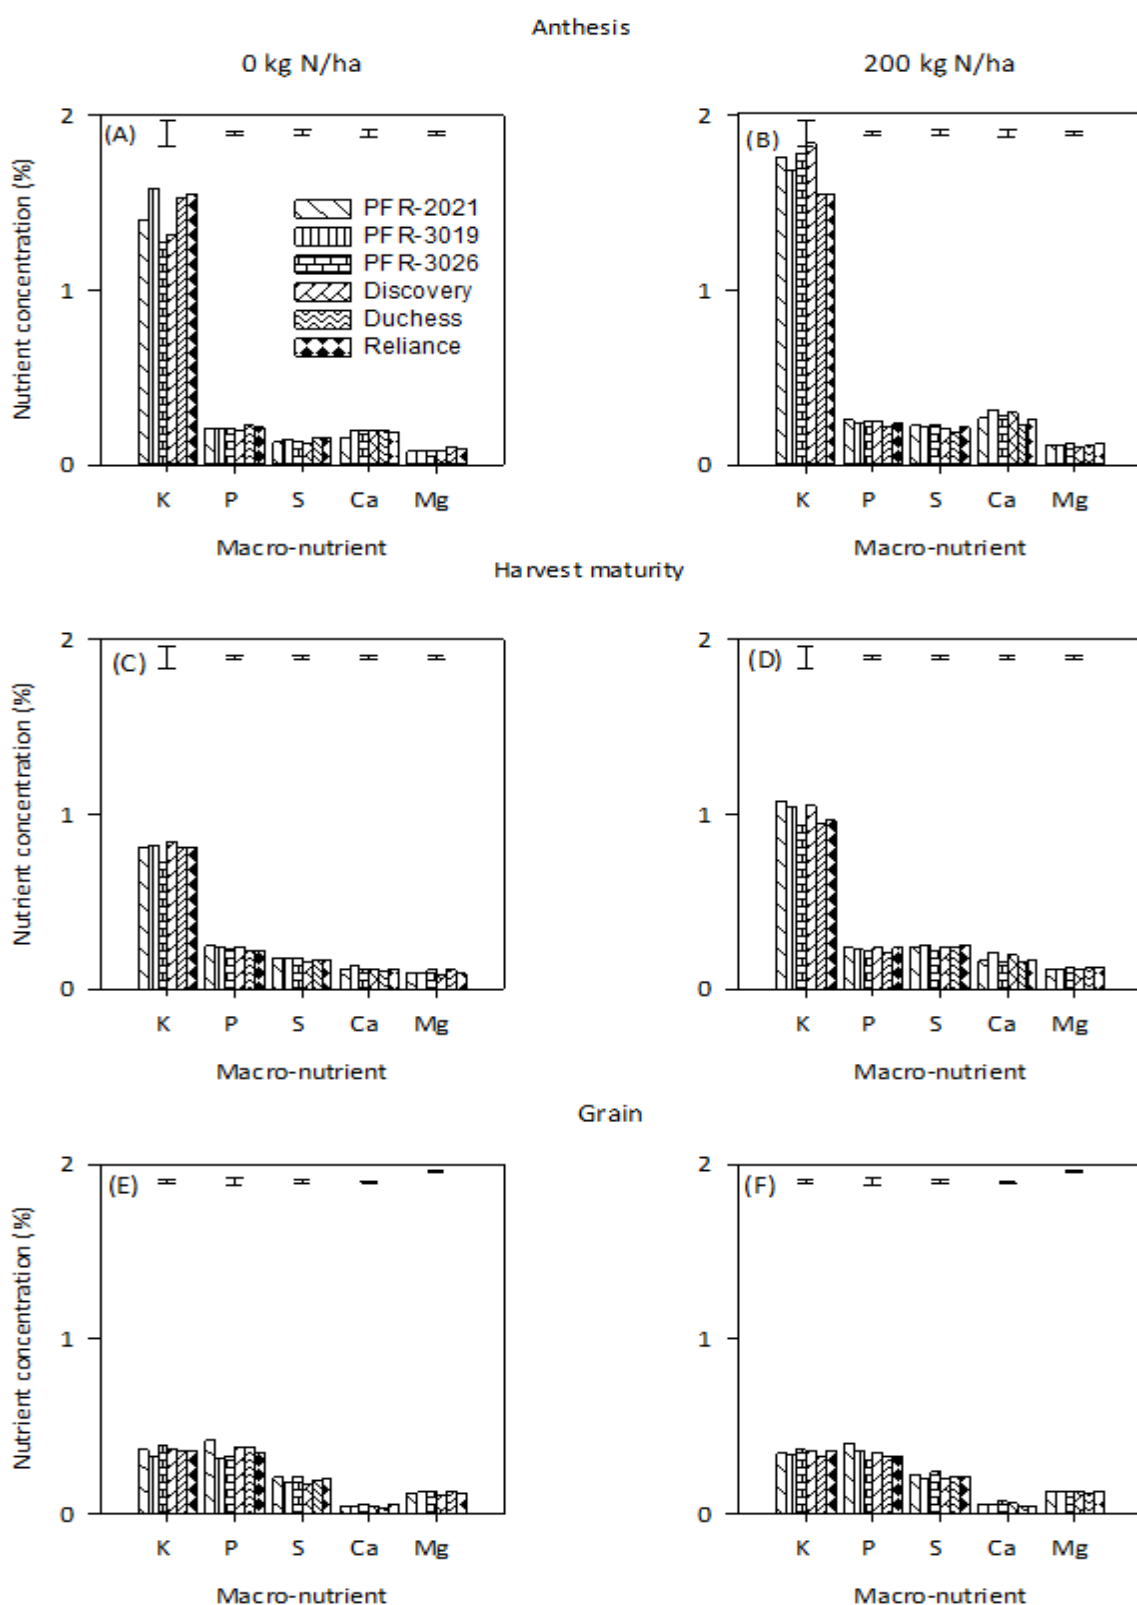 Anthesis
0 kg N/ha
200 kg N/ha
Nutrient concentration (%)
2
1
0
(A)
PFR-2021
PFR-3019
PFR-3026
Discovery
Duchess
Reliance
K P S Ca Mg
Macro-nutrient
2
1
0
(B)
K P S Ca Mg
Macro-nutrient
Harvest maturity
Nutrient concentration (%)
2
1
0
(C)
K P S Ca Mg
Macro-nutrient
2
1
0
(D)
K P S Ca Mg
Macro-nutrient
Grain
Nutrient concentration (%)
2
1
0
(E)
K P S Ca Mg
Macro-nutrient
2
1
0
(F)
K P S Ca Mg
Macro-nutrient